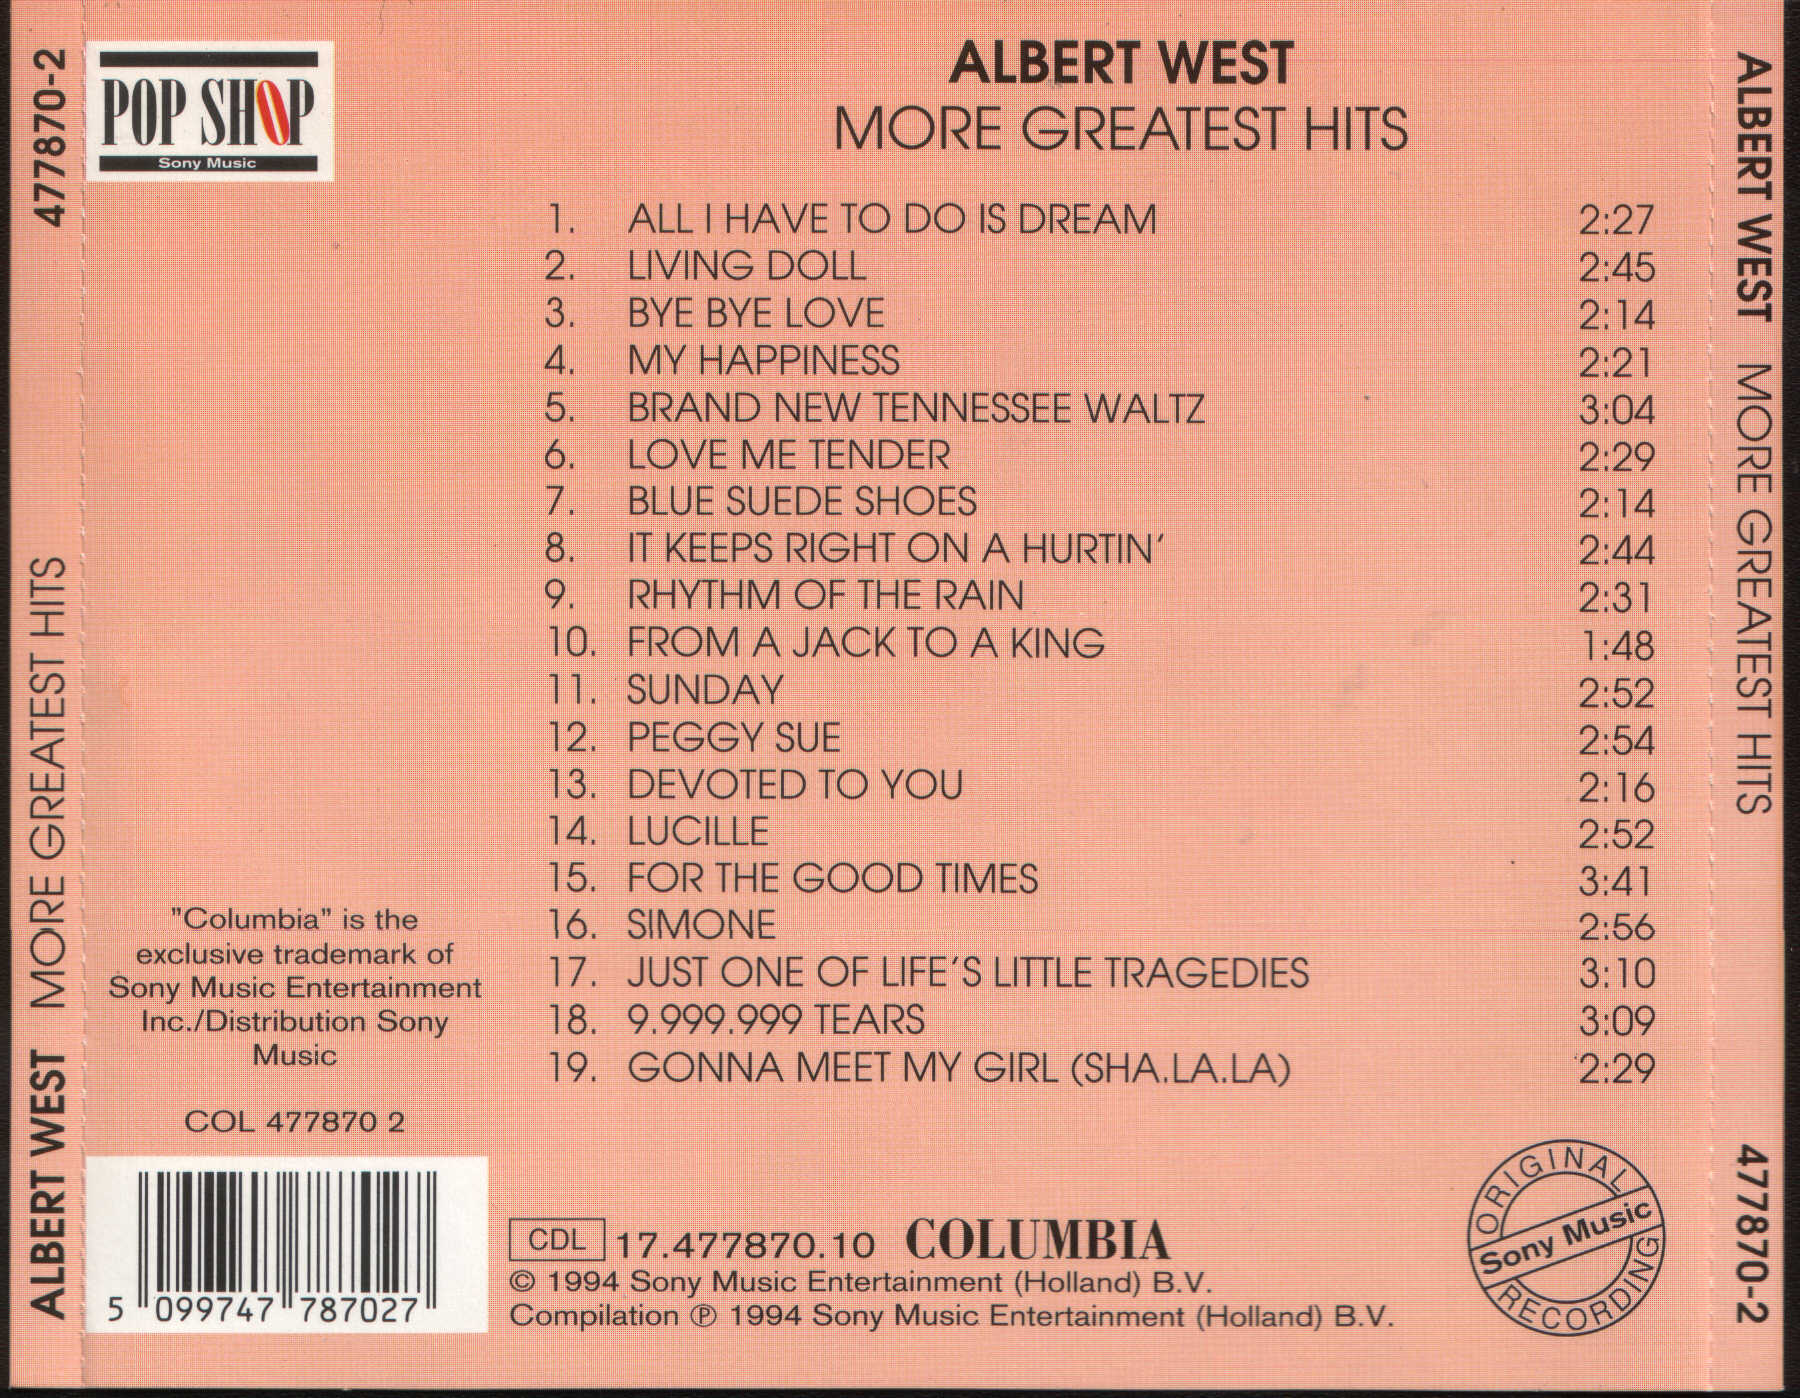 477870-2
MORE GREATEST HITS
ALBERT WEST
POP SHOP
Sony Music
ALBERT WEST
MORE GREATEST HITS
1. ALL I HAVE TO DO IS DREAM 2:27
2. LIVING DOLL 2:45
3. BYE BYE LOVE 2:14
4. MY HAPPINESS 2:21
5. BRAND NEW TENNESSEE WALTZ 3:04
6. LOVE ME TENDER 2:29
7. BLUE SUEDE SHOES 2:14
8. IT KEEPS RIGHT ON A HURTIN' 2:44
9. RHYTHM OF THE RAIN 2:31
10. FROM A JACK TO A KING 1:48
11. SUNDAY 2:52
12. PEGGY SUE 2:54
13. DEVOTED TO YOU 2:16
14. LUCILLE 2:52
15. FOR THE GOOD TIMES 3:41
16. SIMONE 2:56
17. JUST ONE OF LIFE'S LITTLE TRAGEDIES 3:10
18. 9.999.999 TEARS 3:09
19. GONNA MEET MY GIRL (SHA.LA.LA) 2:29
"Columbia" is the
exclusive trademark of
Sony Music Entertainment
Inc./Distribution Sony
Music
COL 477870 2
5 099747 787027
CDL 17.477870.10 COLUMBIA
© 1994 Sony Music Entertainment (Holland) B.V.
Compilation ℗ 1994 Sony Music Entertainment (Holland) B.V.
ORIGINAL
Sony Music
RECORDING
ALBERT WEST MORE GREATEST HITS
477870-2